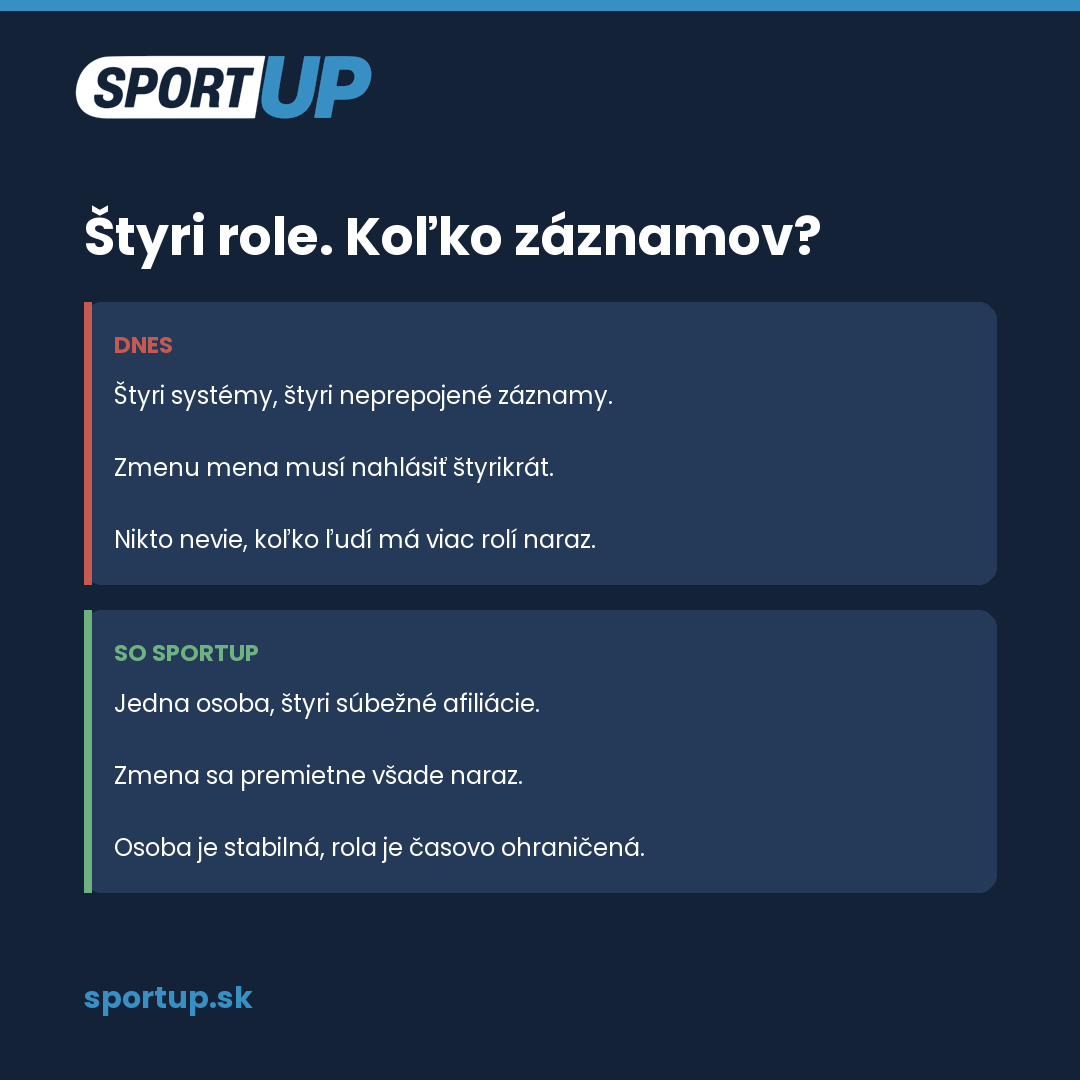 SPORTUP
Štyri role. Koľko záznamov?
DNES
Štyri systémy, štyri neprepojené záznamy.
Zmenu mena musí nahlásiť štyrikrát.
Nikto nevie, koľko ľudí má viac rolí naraz.
SO SPORTUP
Jedna osoba, štyri súbežné afiliácie.
Zmena sa premietne všade naraz.
Osoba je stabilná, rola je časovo ohraničená.
sportup.sk